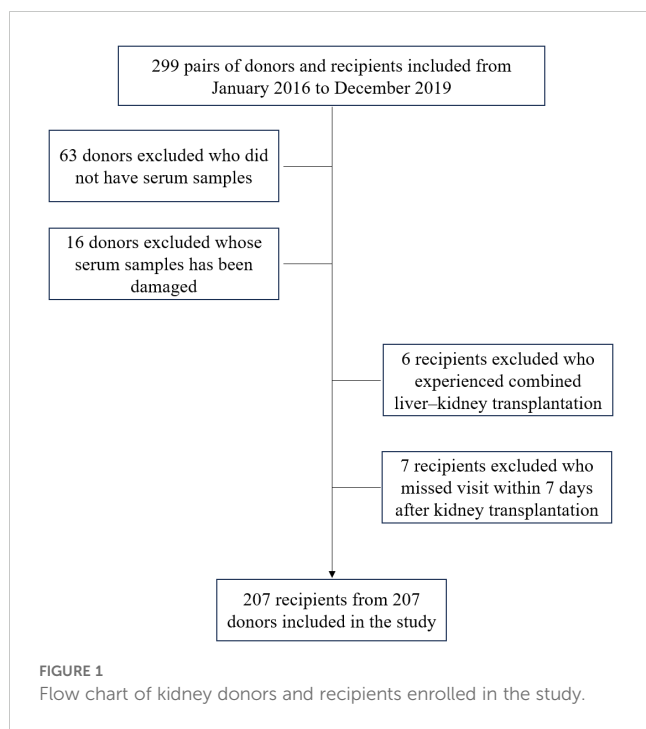 299 pairs of donors and recipients included from
January 2016 to December 2019
63 donors excluded who did
not have serum samples
16 donors excluded whose
serum samples has been
damaged
6 recipients excluded who
experienced combined
liver–kidney transplantation
7 recipients excluded who
missed visit within 7 days
after kidney transplantation
207 recipients from 207
donors included in the study
FIGURE 1
Flow chart of kidney donors and recipients enrolled in the study.